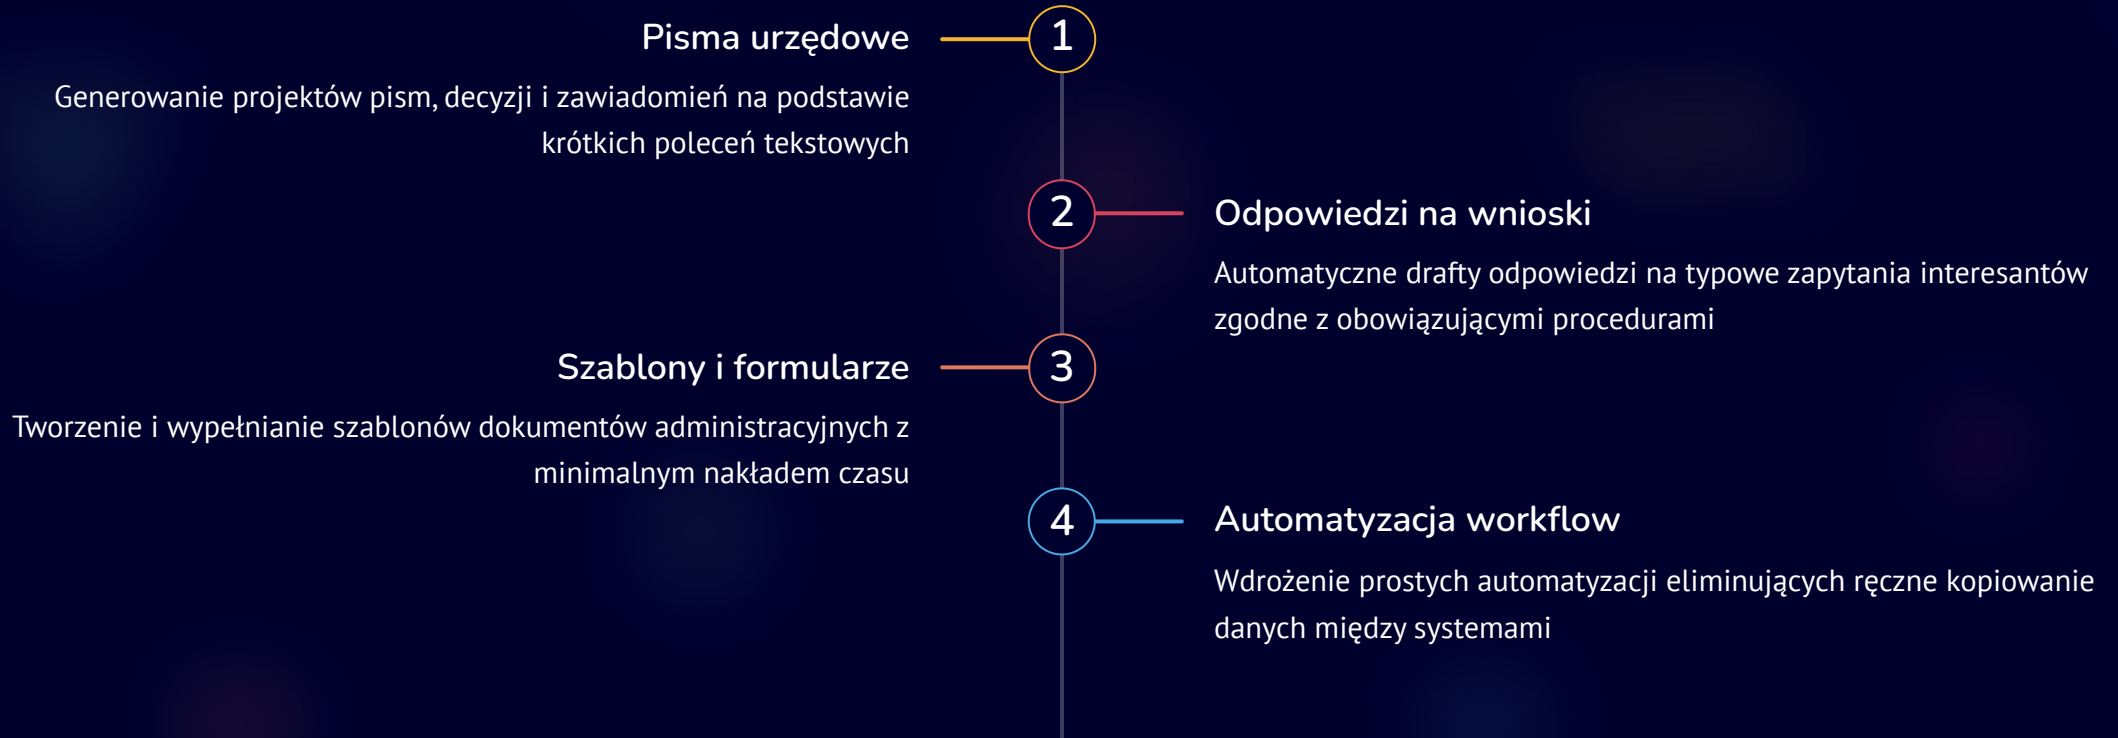 Pisma urzędowe
1
Generowanie projektów pism, decyzji i zawiadomień na podstawie
krótkich poleceń tekstowych
2
Odpowiedzi na wnioski
Automatyczne drafty odpowiedzi na typowe zapytania interesantów
zgodne z obowiązującymi procedurami
Szablony i formularze
3
Tworzenie i wypełnianie szablonów dokumentów administracyjnych z
minimalnym nakładem czasu
4
Automatyzacja workflow
Wdrożenie prostych automatyzacji eliminujących ręczne kopiowanie
danych między systemami